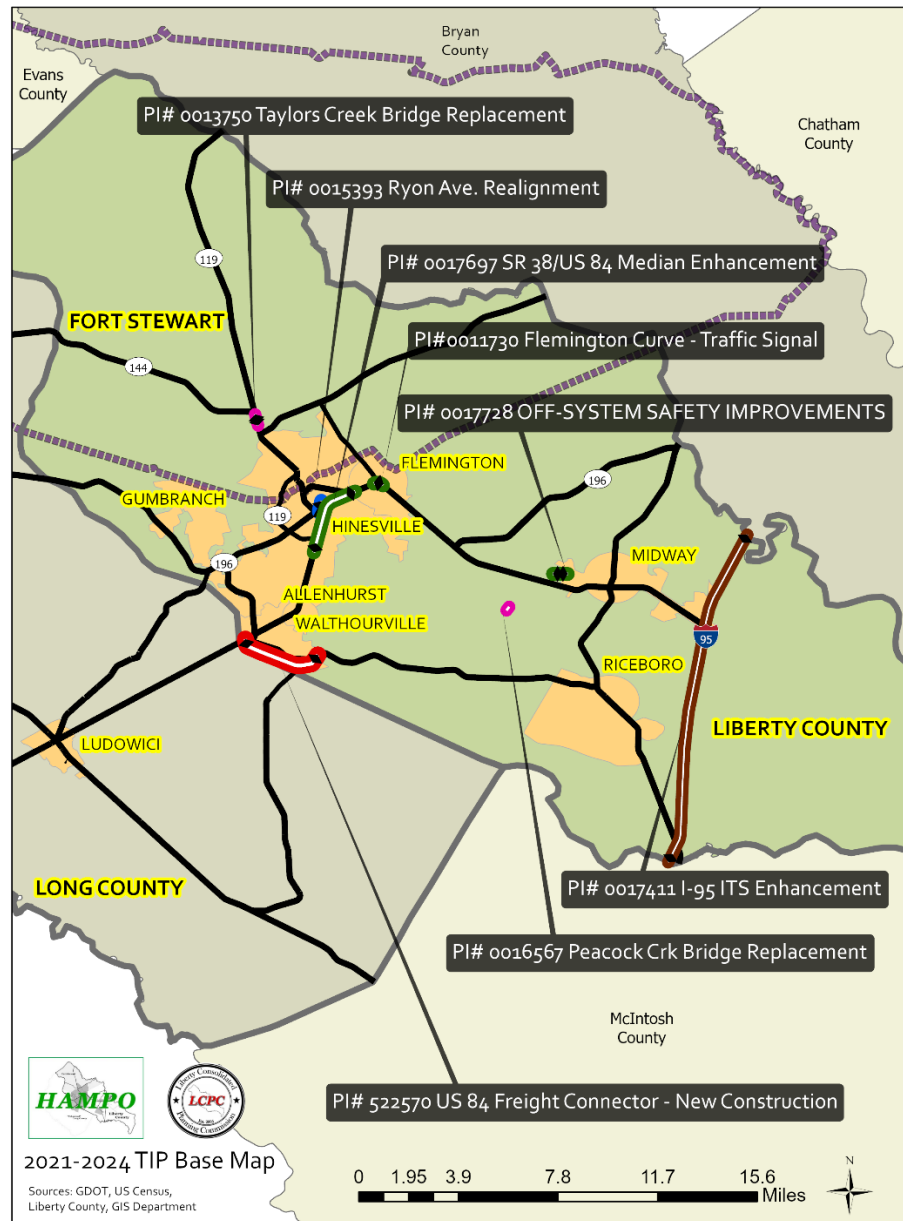 Bryan
County
Evans
County
PI# 0013750 Taylors Creek Bridge Replacement
Chatham
County
PI# 0015393 Ryon Ave. Realignment
119
PI# 0017697 SR 38/US 84 Median Enhancement
FORT STEWART
PI#0011730 Flemington Curve - Traffic Signal
144
PI# 0017728 OFF-SYSTEM SAFETY IMPROVEMENTS
FLEMINGTON
196
GUMBRANCH
119
HINESVILLE
MIDWAY
196
ALLENHURST
WALTHOURVILLE
95
RICEBORO
LIBERTY COUNTY
LUDOWICI
LONG COUNTY
PI# 0017411 I-95 ITS Enhancement
PI# 0016567 Peacock Crk Bridge Replacement
McIntosh
County
HAMPO
Liberty Consolidated
LCPC
Planning Commission
PI# 522570 US 84 Freight Connector - New Construction
2021-2024 TIP Base Map
Sources: GDOT, US Census,
Liberty County, GIS Department
0 1.95 3.9 7.8 11.7 15.6
Miles
N